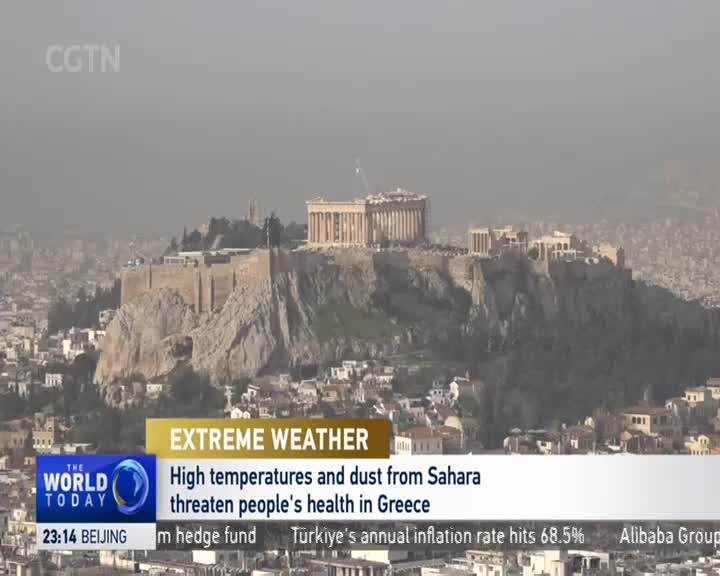 CGTN
EXTREME WEATHER
High temperatures and dust from Sahara
threaten people's health in Greece
THE
WORLD
TODAY
23:14 BEIJING
m hedge fund Türkiye's annual inflation rate hits 68.5% Alibaba Group